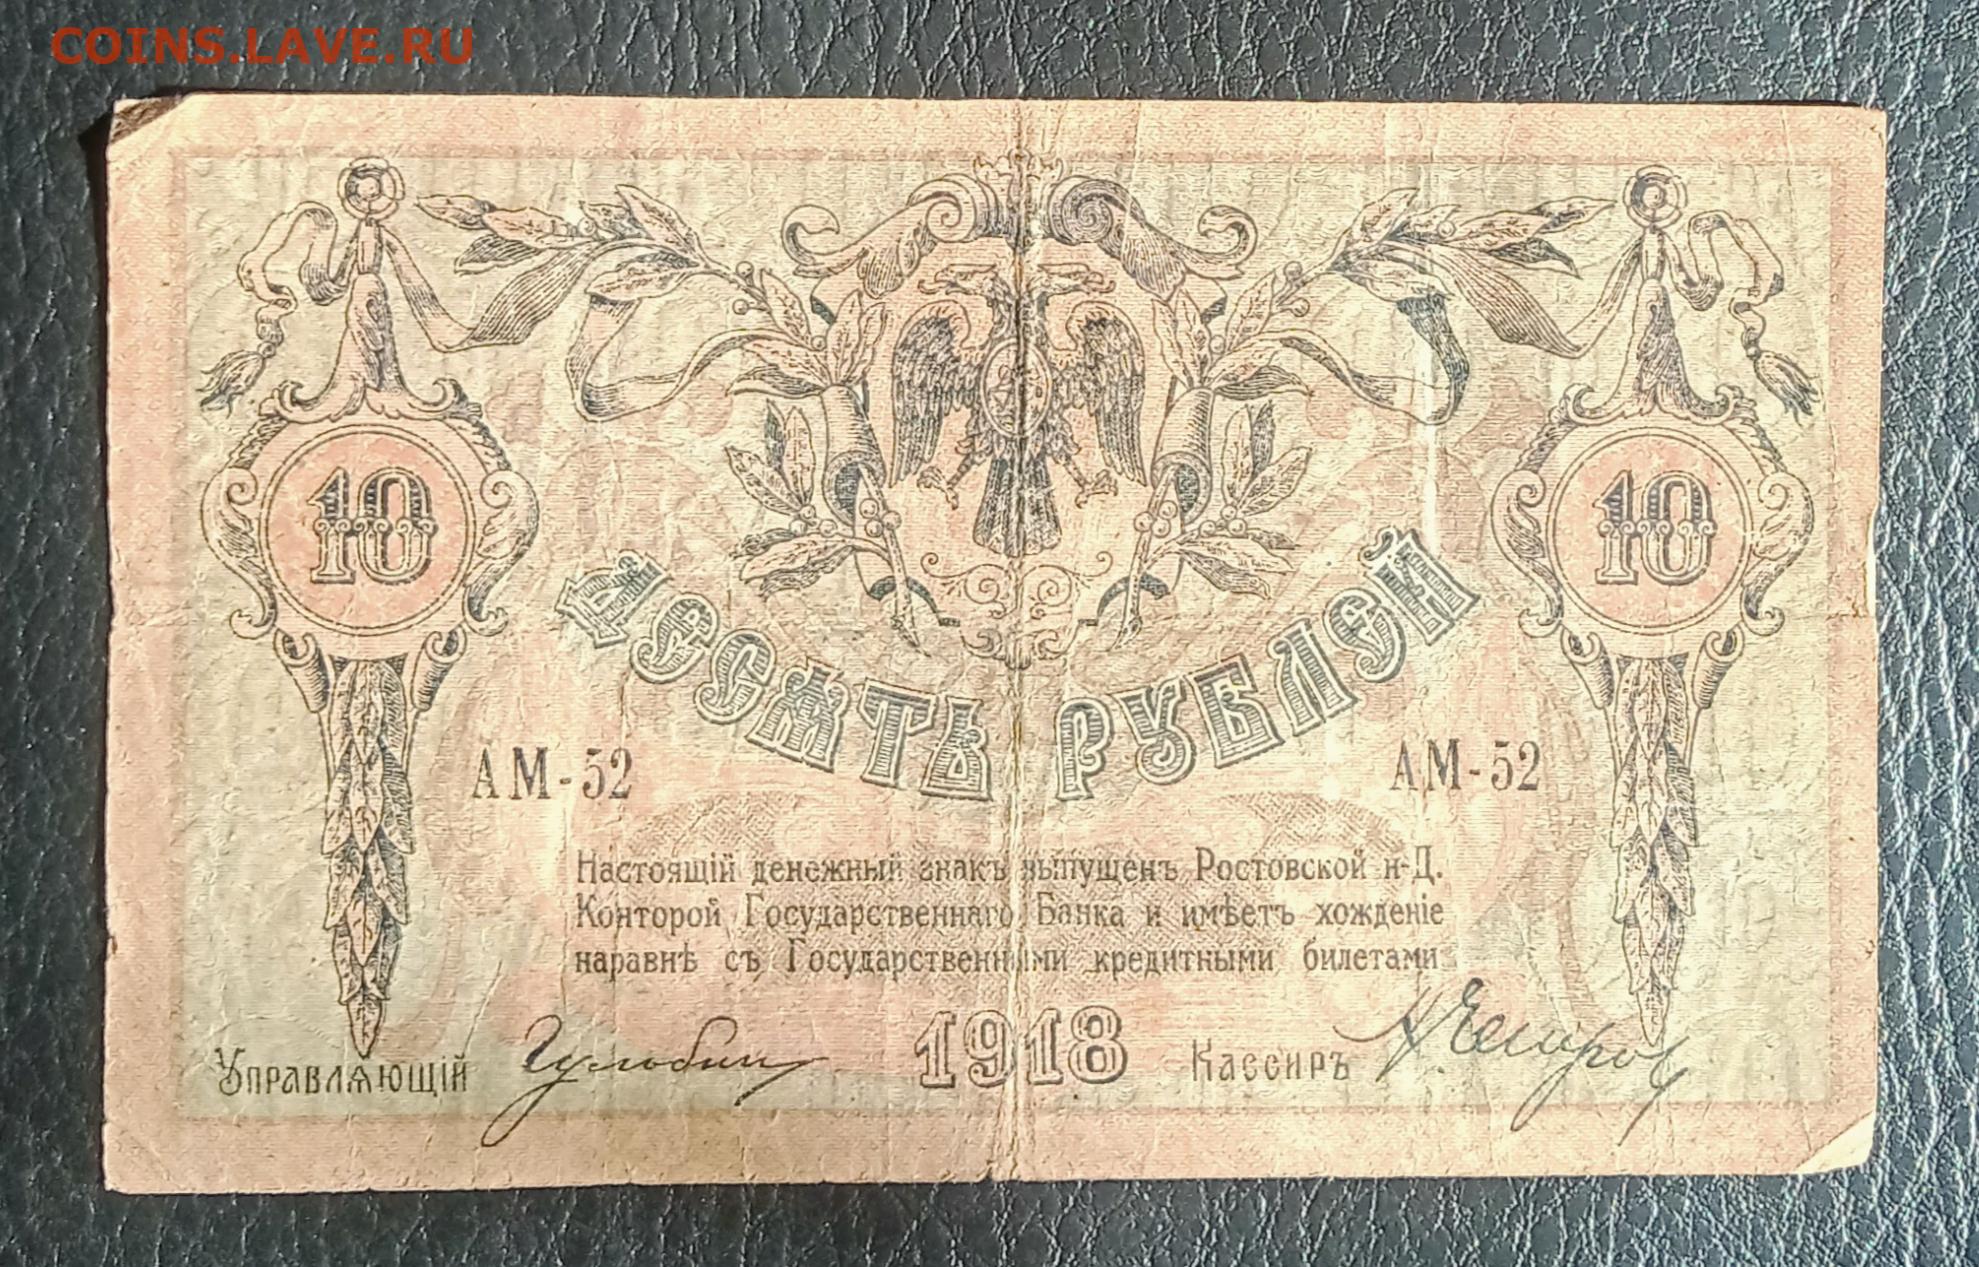 COINS.LAVE.RU
10
10
ДЕСЯТЬ РУБЛЕЙ
АМ-52
АМ-52
Настоящій денежный знакъ выпущенъ Ростовской н-Д.
Конторой Государственнаго Банка и имѣетъ хожденіе
наравнѣ съ Государственными кредитными билетами
1918
Управляющій Гульбин Кассиръ